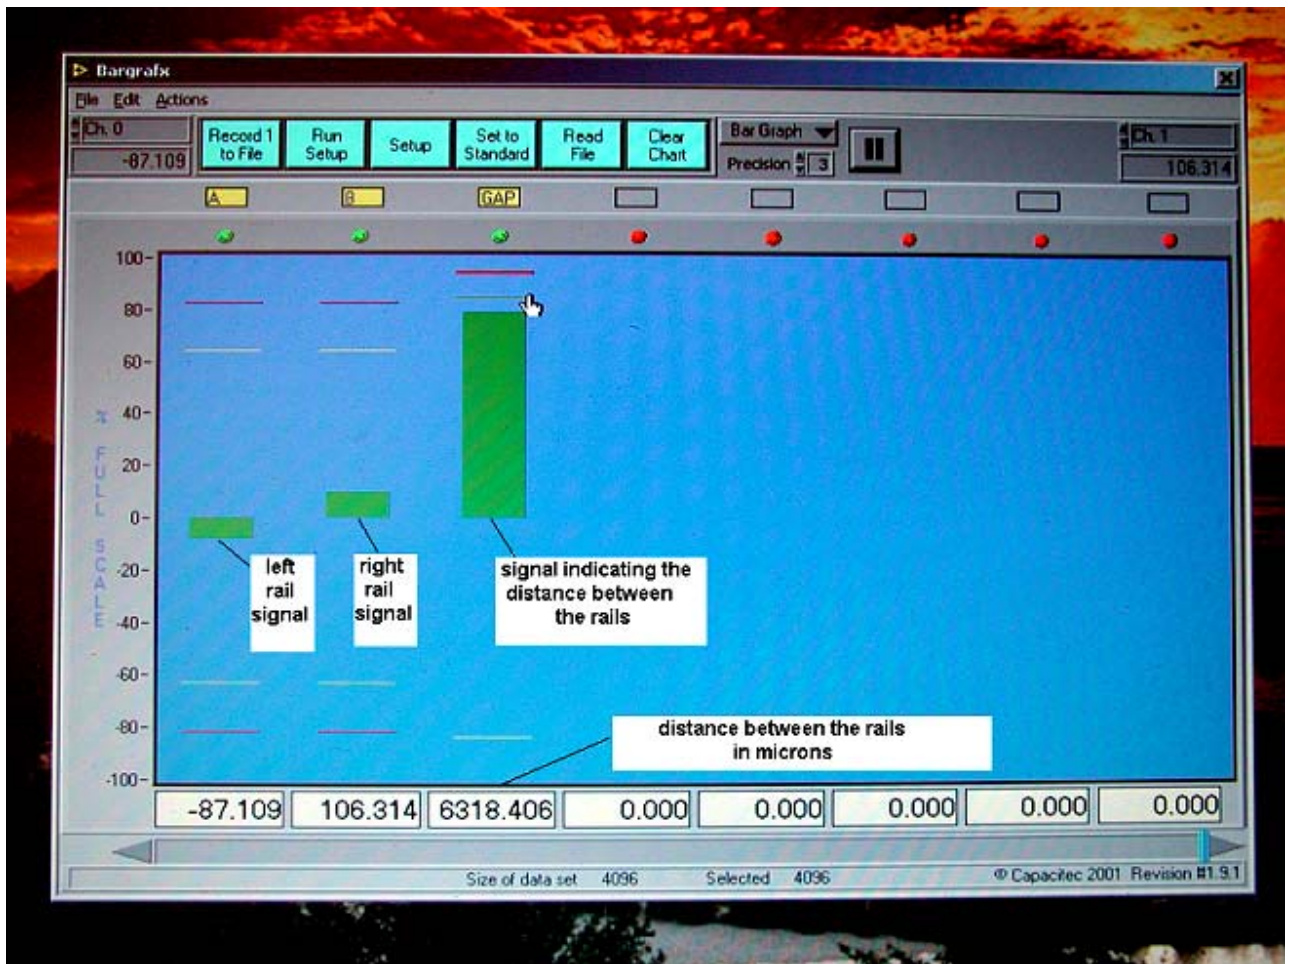 Bargrafx
File Edit Actions
Ch. 0
-87.109
Record 1
to File
Run
Setup
Setup
Set to
Standard
Read
File
Clear
Chart
Bar Graph
Precision 3
Ch. 1
106.314
A B GAP
100
80
60
40
20
0
-20
-40
-60
-80
-100
% FULL SCALE
left
rail
signal
right
rail
signal
signal indicating the
distance between
the rails
distance between the rails
in microns
-87.109 106.314 6318.406 0.000 0.000 0.000 0.000 0.000
Size of data set 4096 Selected 4096 © Capacitec 2001 Revision #1.9.1